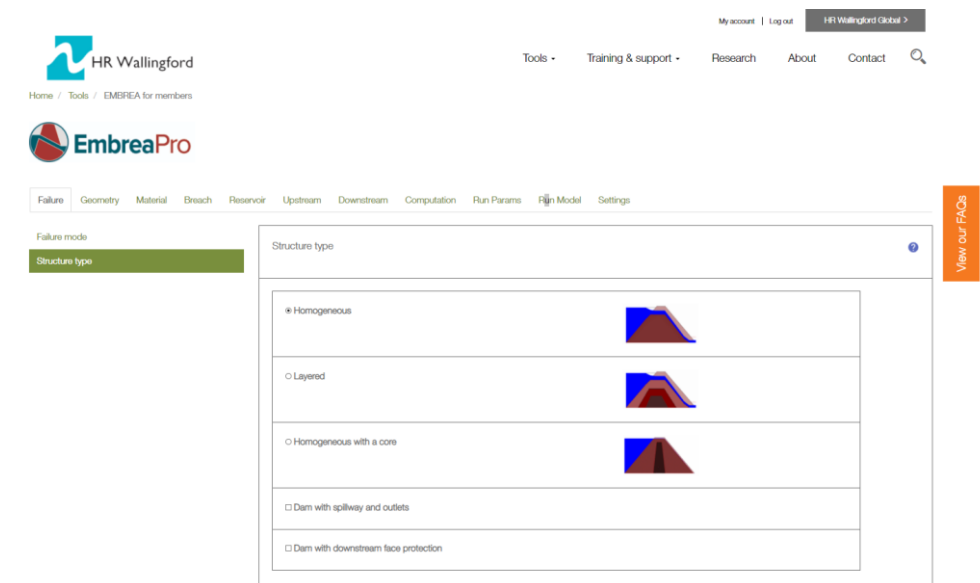 My account | Log out HR Wallingford Global >
HR Wallingford
Tools Training & support Research About Contact
Home / Tools / EMBREA for members
EmbreaPro
Failure Geometry Material Breach Reservoir Upstream Downstream Computation Run Params Run Model Settings
View our FAQs
Failure mode
Structure type
Structure type ?
Homogeneous
Layered
Homogeneous with a core
Dam with spillway and outlets
Dam with downstream face protection